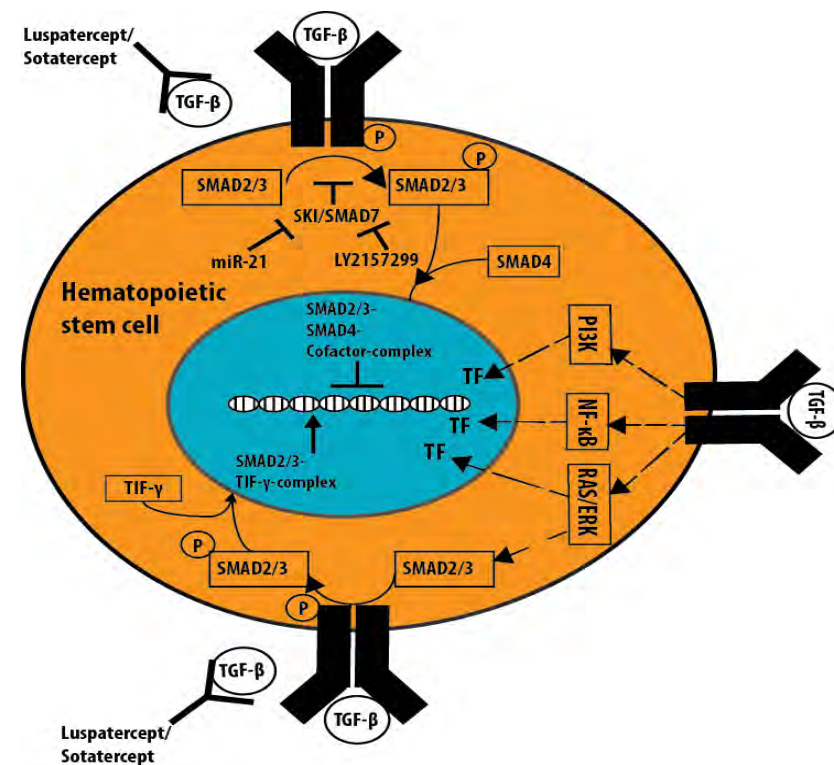 Luspatercept/
Sotatercept
TGF-β
TGF-β
P
P
SMAD2/3
SMAD2/3
SKI/SMAD7
miR-21
LY2157299
SMAD4
Hematopoietic
stem cell
SMAD2/3-
SMAD4-
Cofactor-complex
PI3K
TF
NF-κB
TF
TGF-β
TF
RAS/ERK
SMAD2/3-
TIF-γ-complex
TIF-γ
P
SMAD2/3
SMAD2/3
P
TGF-β
TGF-β
Luspatercept/
Sotatercept